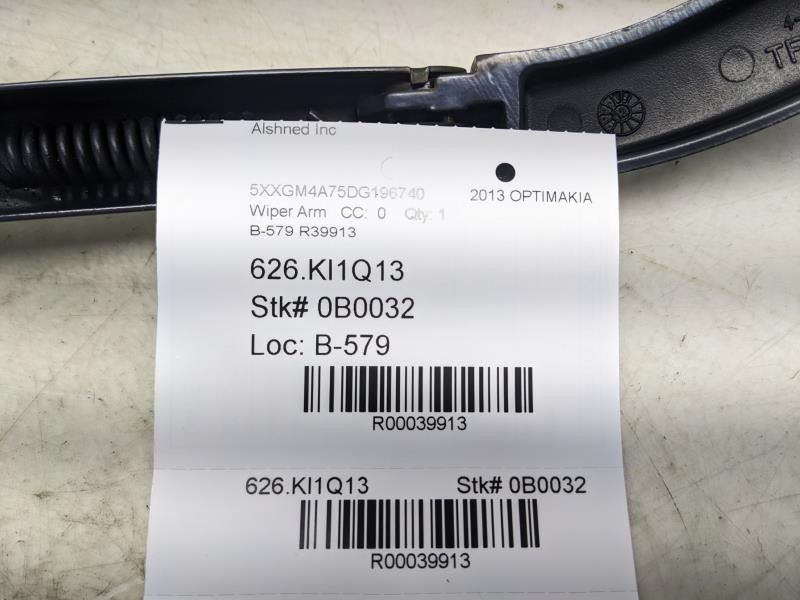 Alshned Inc
5XXGM4A75DG196740 2013 OPTIMAKIA
Wiper Arm CC: 0 Qty: 1
B-579 R39913
626.KI1Q13
Stk# 0B0032
Loc: B-579
R00039913
626.KI1Q13 Stk# 0B0032
R00039913